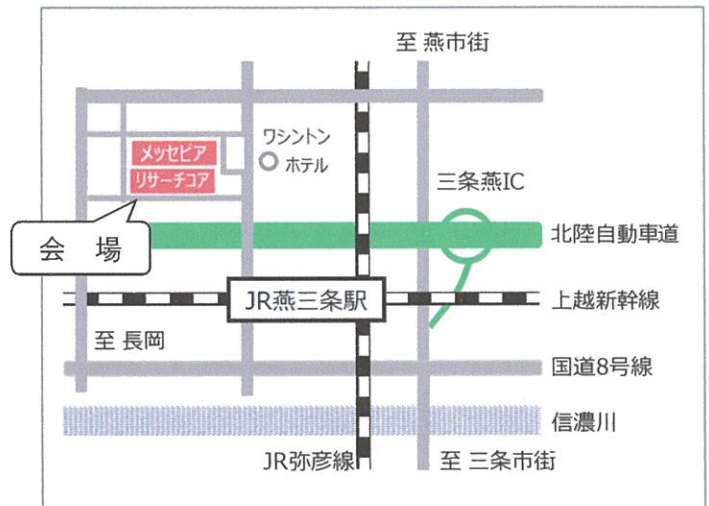 至 燕市街
ワシントン
ホテル
メッセピア
リサーチコア
三条燕IC
会 場
北陸自動車道
JR燕三条駅
上越新幹線
至 長岡
国道8号線
信濃川
JR弥彦線
至 三条市街